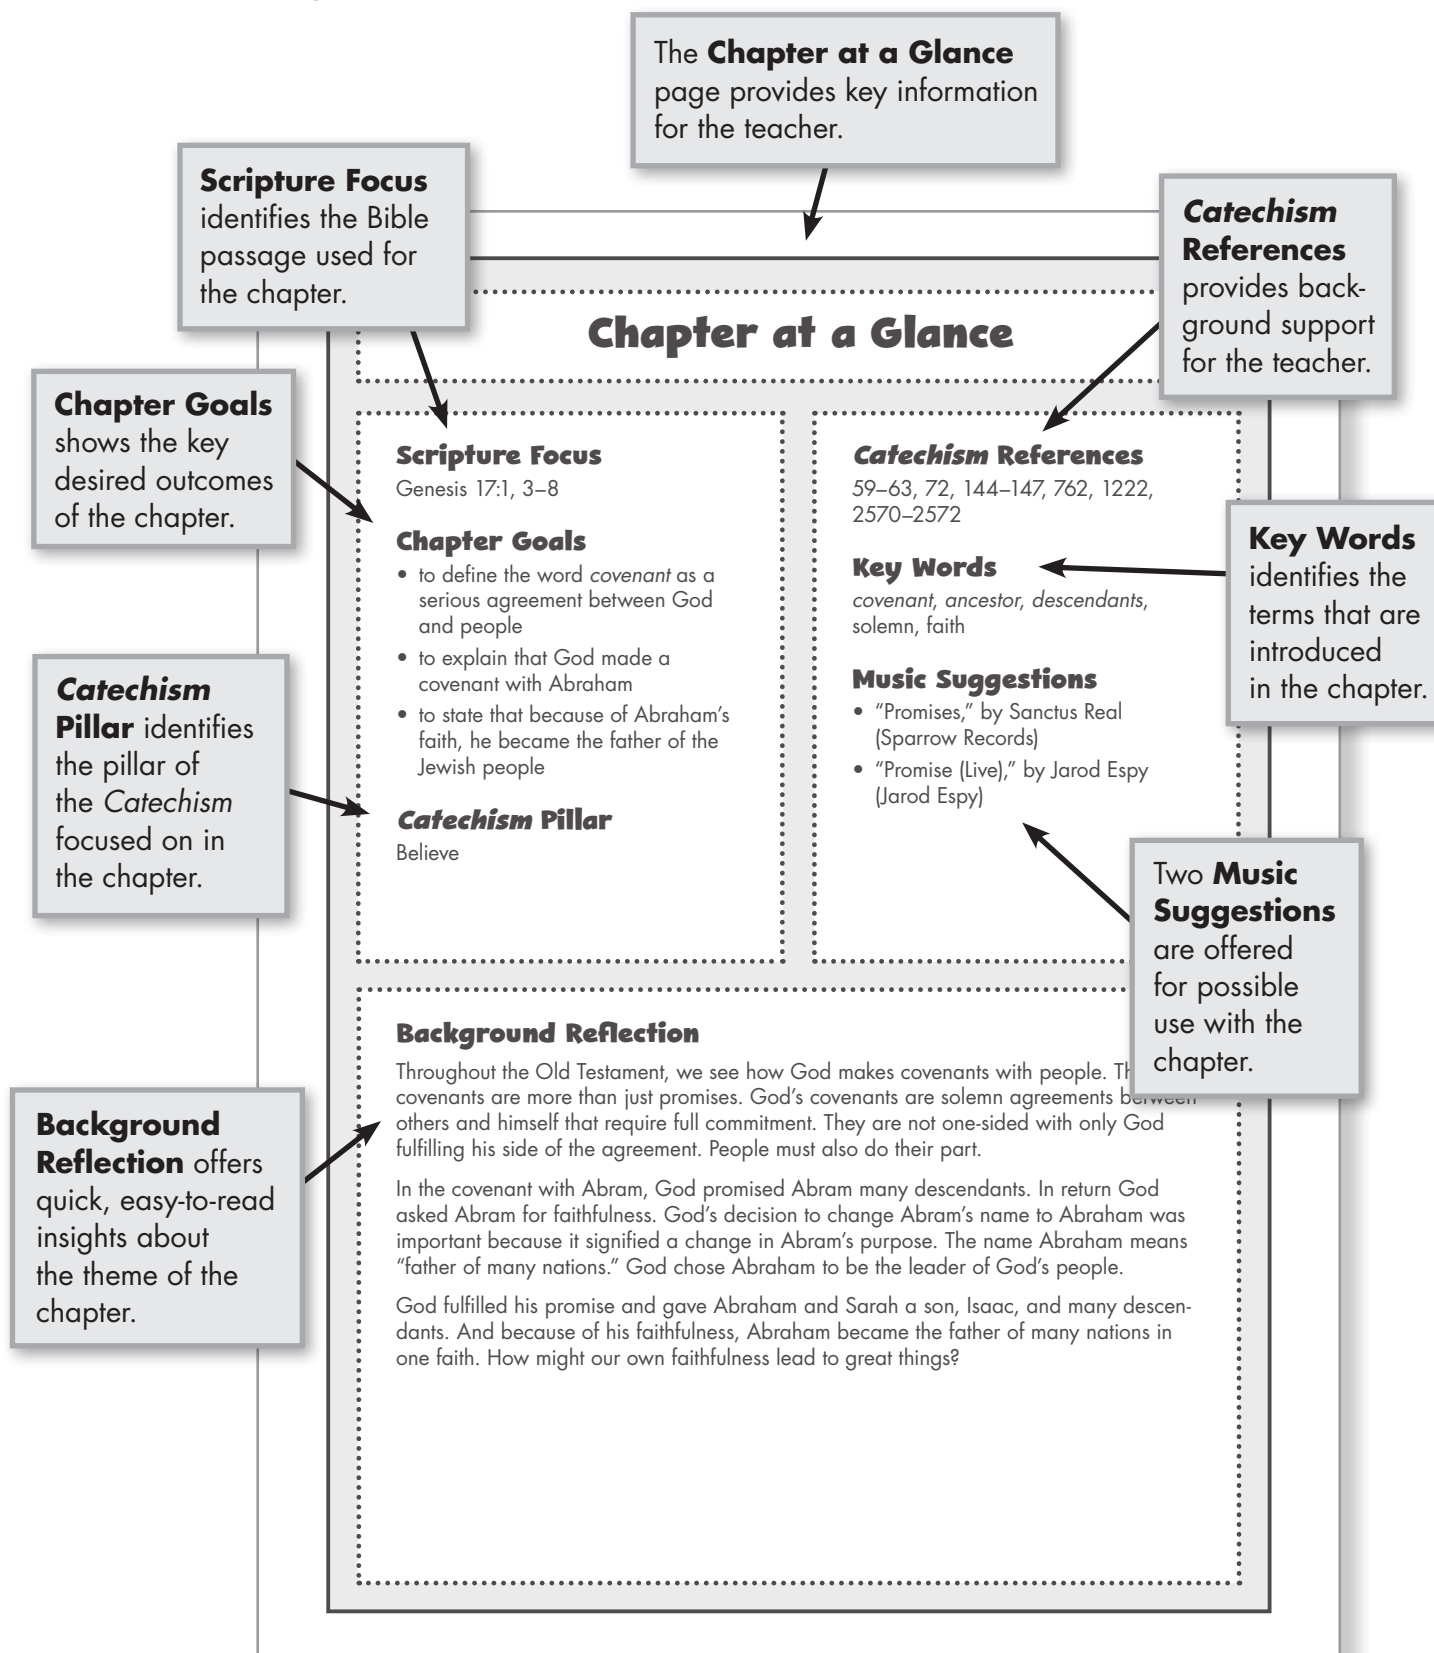 The Chapter at a Glance
page provides key information
for the teacher.
Scripture Focus
identifies the Bible
passage used for
the chapter.
Catechism
References
provides back-
ground support
for the teacher.
Chapter Goals
shows the key
desired outcomes
of the chapter.
Catechism
Pillar identifies
the pillar of
the Catechism
focused on in
the chapter.
Background
Reflection offers
quick, easy-to-read
insights about
the theme of the
chapter.
Key Words
identifies the
terms that are
introduced
in the chapter.
Two Music
Suggestions
are offered
for possible
use with the
chapter.
Chapter at a Glance
Scripture Focus
Genesis 17:1, 3–8
Chapter Goals
• to define the word covenant as a
serious agreement between God
and people
• to explain that God made a
covenant with Abraham
• to state that because of Abraham’s
faith, he became the father of the
Jewish people
Catechism Pillar
Believe
Catechism References
59–63, 72, 144–147, 762, 1222,
2570–2572
Key Words
covenant, ancestor, descendants,
solemn, faith
Music Suggestions
• “Promises,” by Sanctus Real
(Sparrow Records)
• “Promise (Live),” by Jarod Espy
(Jarod Espy)
Background Reflection
Throughout the Old Testament, we see how God makes covenants with people.
covenants are more than just promises. God’s covenants are solemn agreements between
others and himself that require full commitment. They are not one-sided with only God
fulfilling his side of the agreement. People must also do their part.
In the covenant with Abram, God promised Abram many descendants. In return God
asked Abram for faithfulness. God’s decision to change Abram’s name to Abraham was
important because it signified a change in Abram’s purpose. The name Abraham means
“father of many nations.” God chose Abraham to be the leader of God’s people.
God fulfilled his promise and gave Abraham and Sarah a son, Isaac, and many descen-
dants. And because of his faithfulness, Abraham became the father of many nations in
one faith. How might our own faithfulness lead to great things?